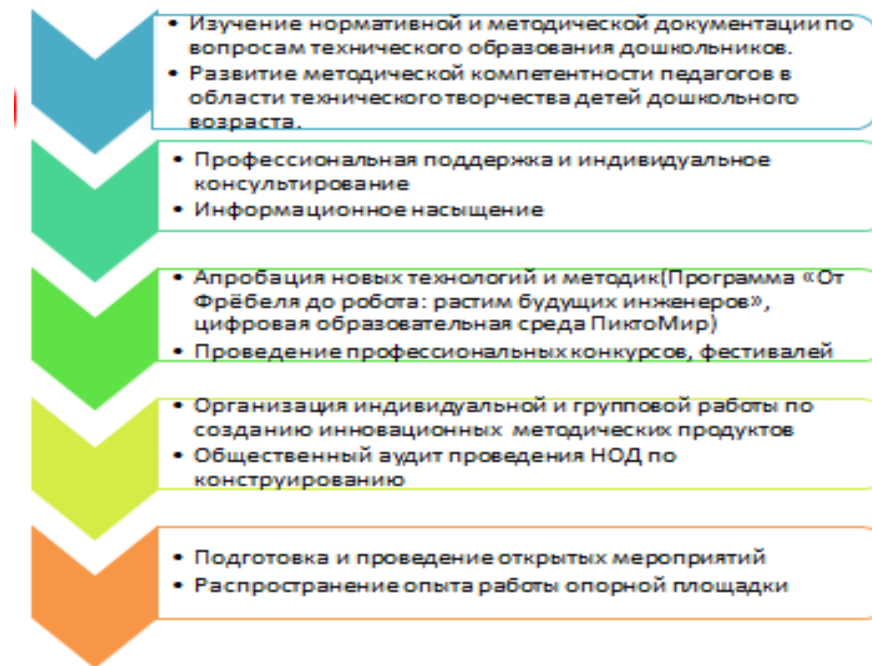 • Изучение нормативной и методической документации по
вопросам технического образования дошкольников.
• Развитие методической компетентности педагогов в
области технического творчества детей дошкольного
возраста.
• Профессиональная поддержка и индивидуальное
консультирование
• Информационное насыщение
• Апробация новых технологий и методик(Программа «От
Фрёбеля до робота: растим будущих инженеров»,
цифровая образовательная среда ПиктоМир)
• Проведение профессиональных конкурсов, фестивалей
• Организация индивидуальной и групповой работы по
созданию инновационных методических продуктов
• Общественный аудит проведения НОД по
конструированию
• Подготовка и проведение открытых мероприятий
• Распространение опыта работы опорной площадки